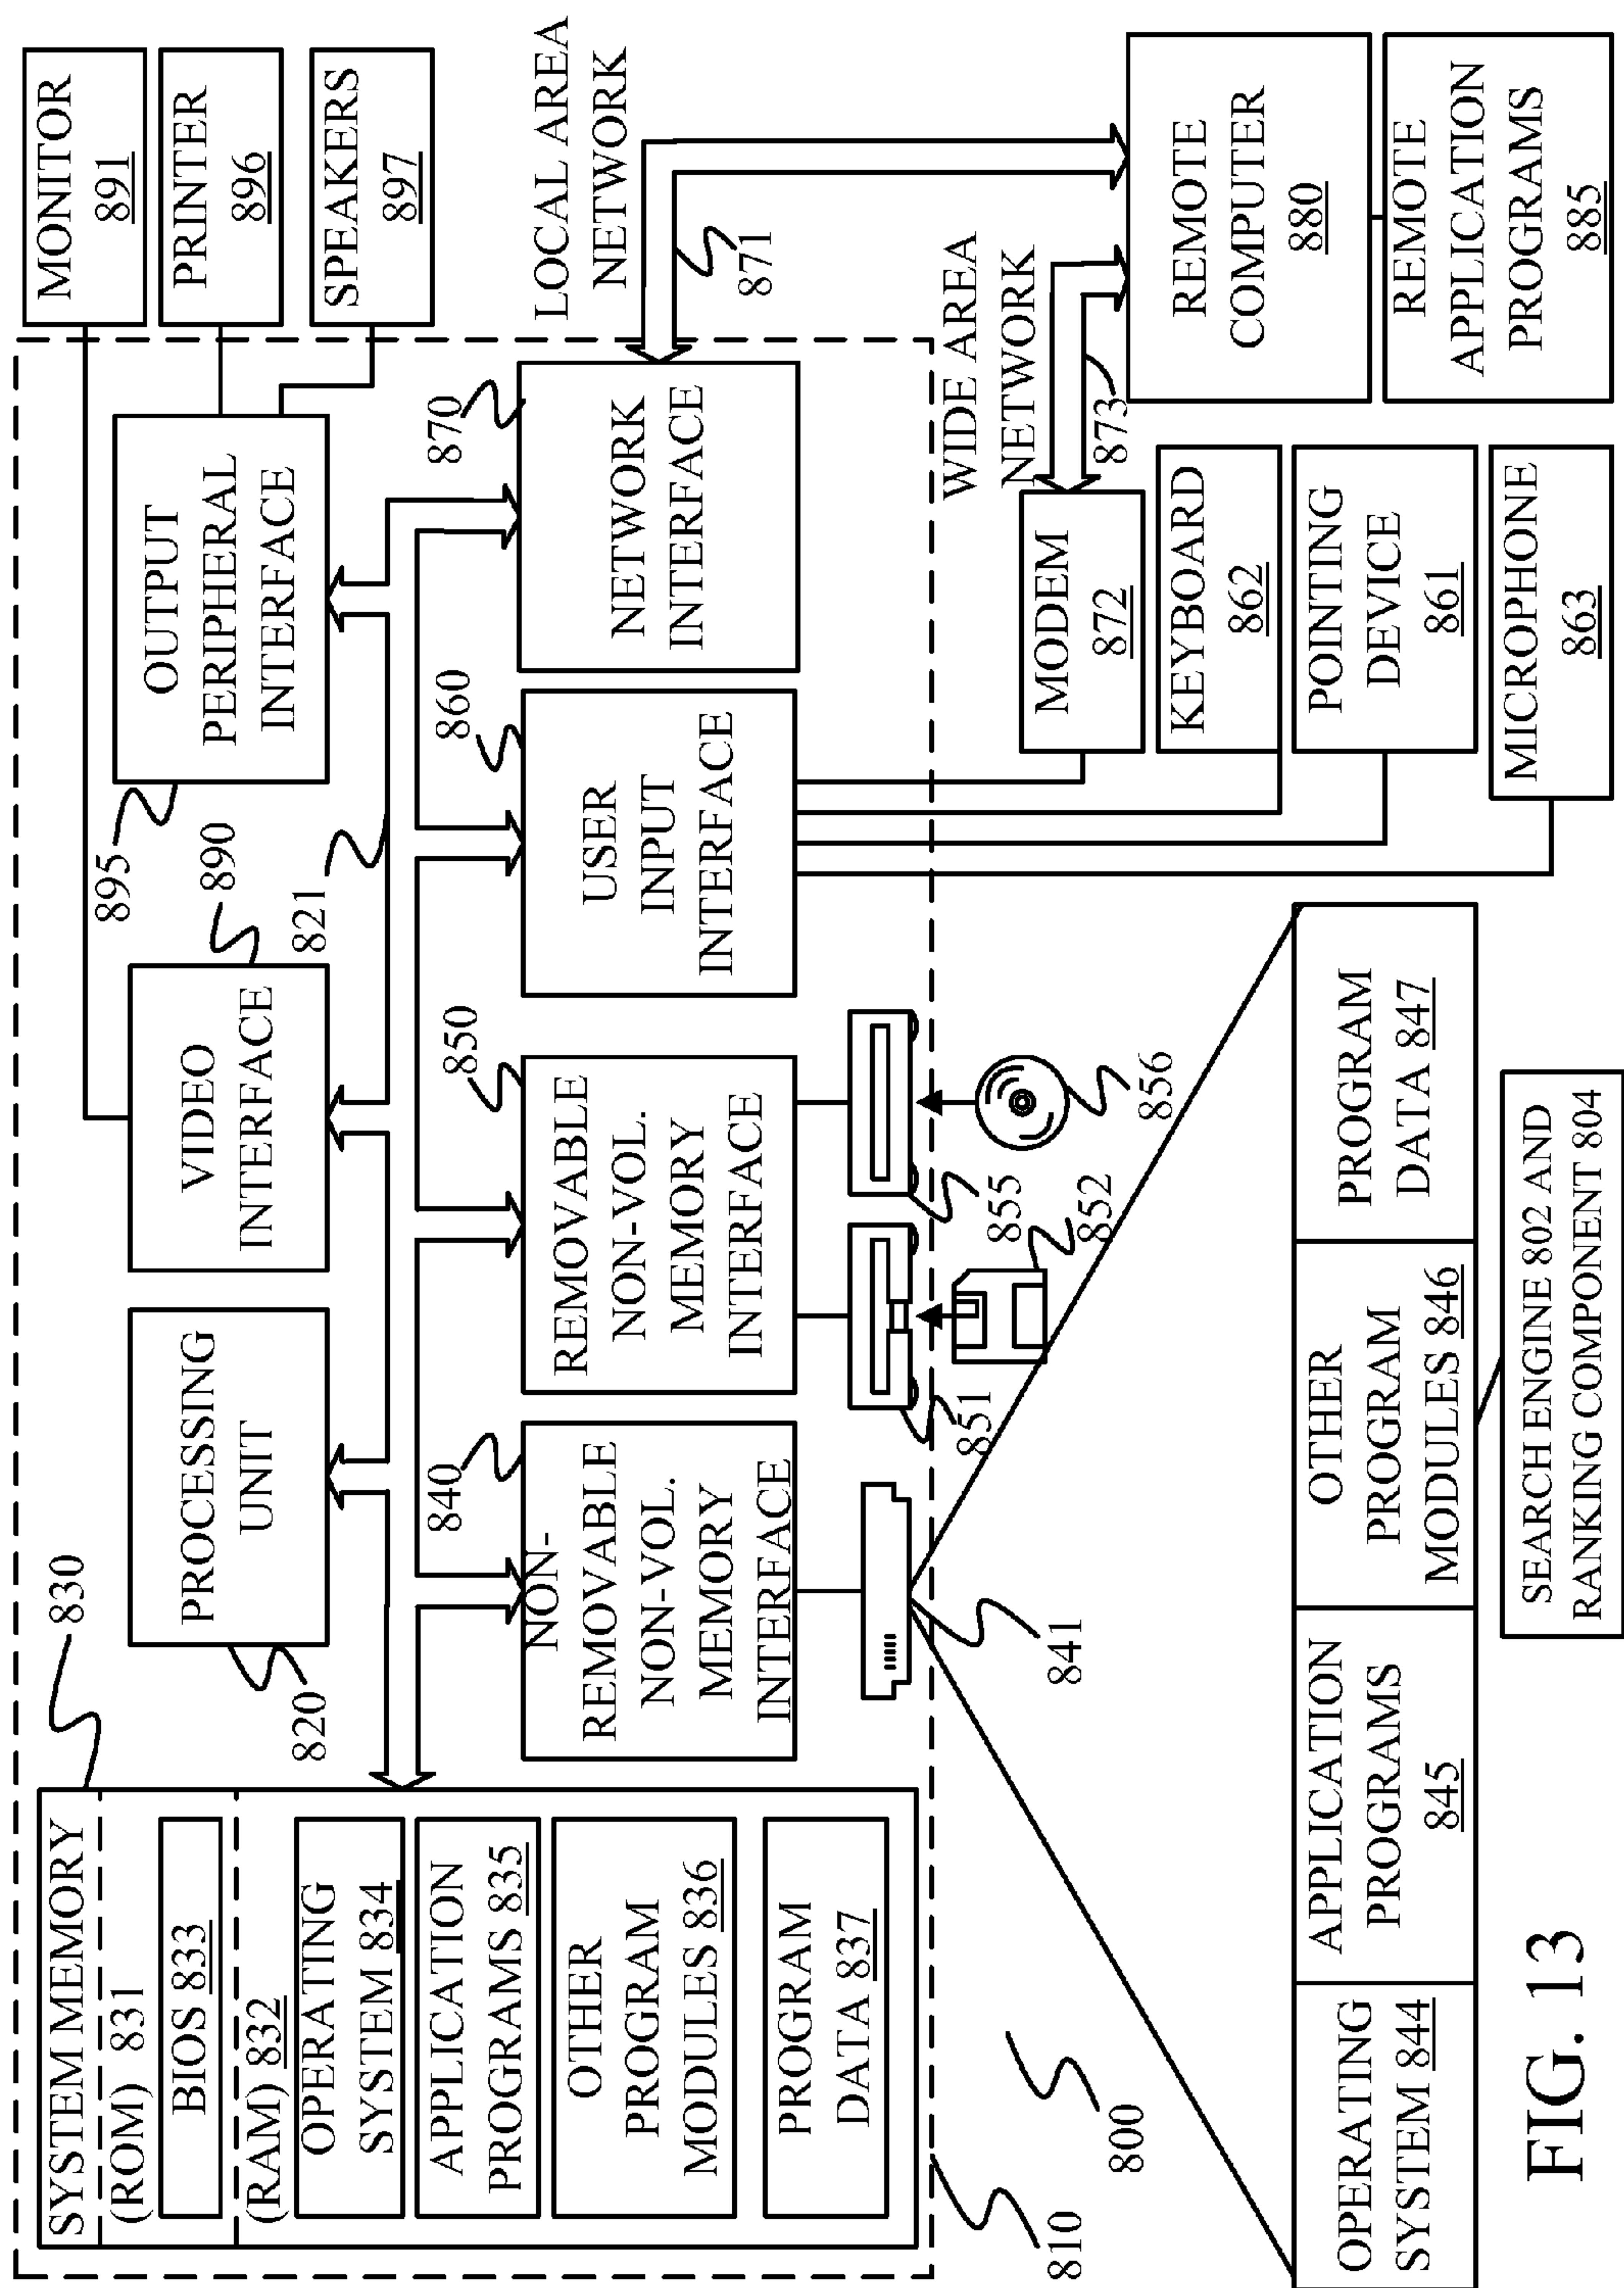 SYSTEM MEMORY
(ROM) 831
BIOS 833
(RAM) 832
OPERATING
SYSTEM 834
APPLICATION
PROGRAMS 835
OTHER
PROGRAM
MODULES 836
PROGRAM
DATA 837
830
820
PROCESSING
UNIT
VIDEO
INTERFACE
890
821
895
OUTPUT
PERIPHERAL
INTERFACE
MONITOR
891
PRINTER
896
SPEAKERS
897
840
NON-
REMOVABLE
NON-VOL.
MEMORY
INTERFACE
850
REMOVABLE
NON-VOL.
MEMORY
INTERFACE
860
USER
INPUT
INTERFACE
870
NETWORK
INTERFACE
LOCAL AREA
NETWORK
871
810
800
841
851
852
855
856
WIDE AREA
NETWORK
873
MODEM
872
KEYBOARD
862
POINTING
DEVICE
861
MICROPHONE
863
REMOTE
COMPUTER
880
REMOTE
APPLICATION
PROGRAMS
885
OPERATING
SYSTEM 844
APPLICATION
PROGRAMS
845
OTHER
PROGRAM
MODULES 846
PROGRAM
DATA 847
SEARCH ENGINE 802 AND
RANKING COMPONENT 804
FIG. 13